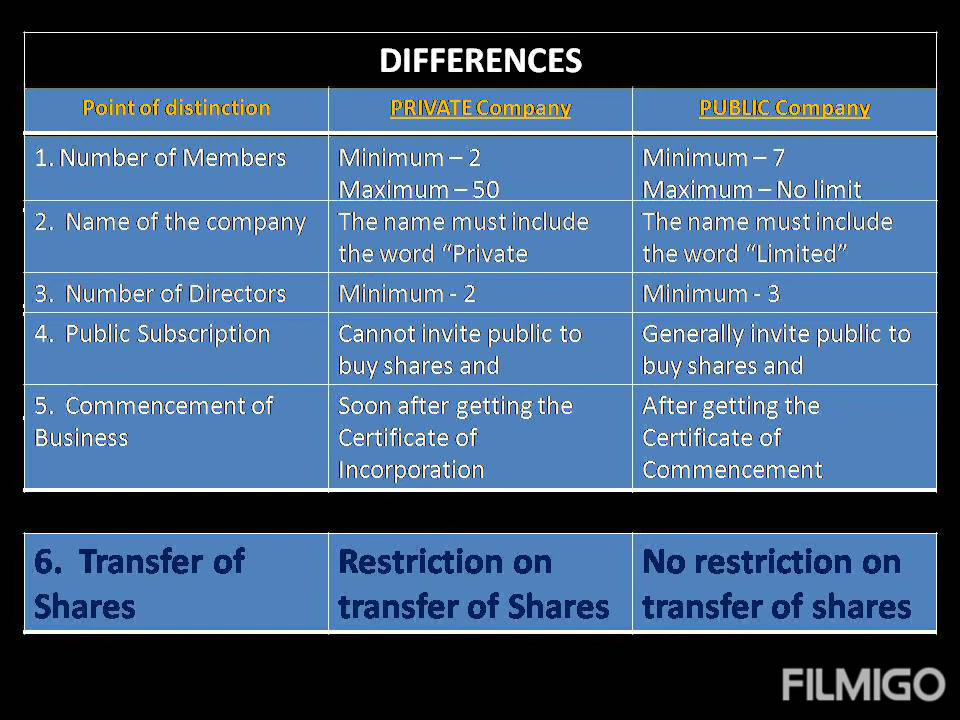 DIFFERENCES
Point of distinction PRIVATE Company PUBLIC Company
1. Number of Members Minimum – 2 Minimum – 7
Maximum – 50 Maximum – No limit
2. Name of the company The name must include The name must include
the word “Private the word “Limited”
3. Number of Directors Minimum - 2 Minimum - 3
4. Public Subscription Cannot invite public to Generally invite public to
buy shares and buy shares and
5. Commencement of Soon after getting the After getting the
Business Certificate of Certificate of
Incorporation Commencement
6. Transfer of Restriction on No restriction on
Shares transfer of Shares transfer of shares
FILMIGO